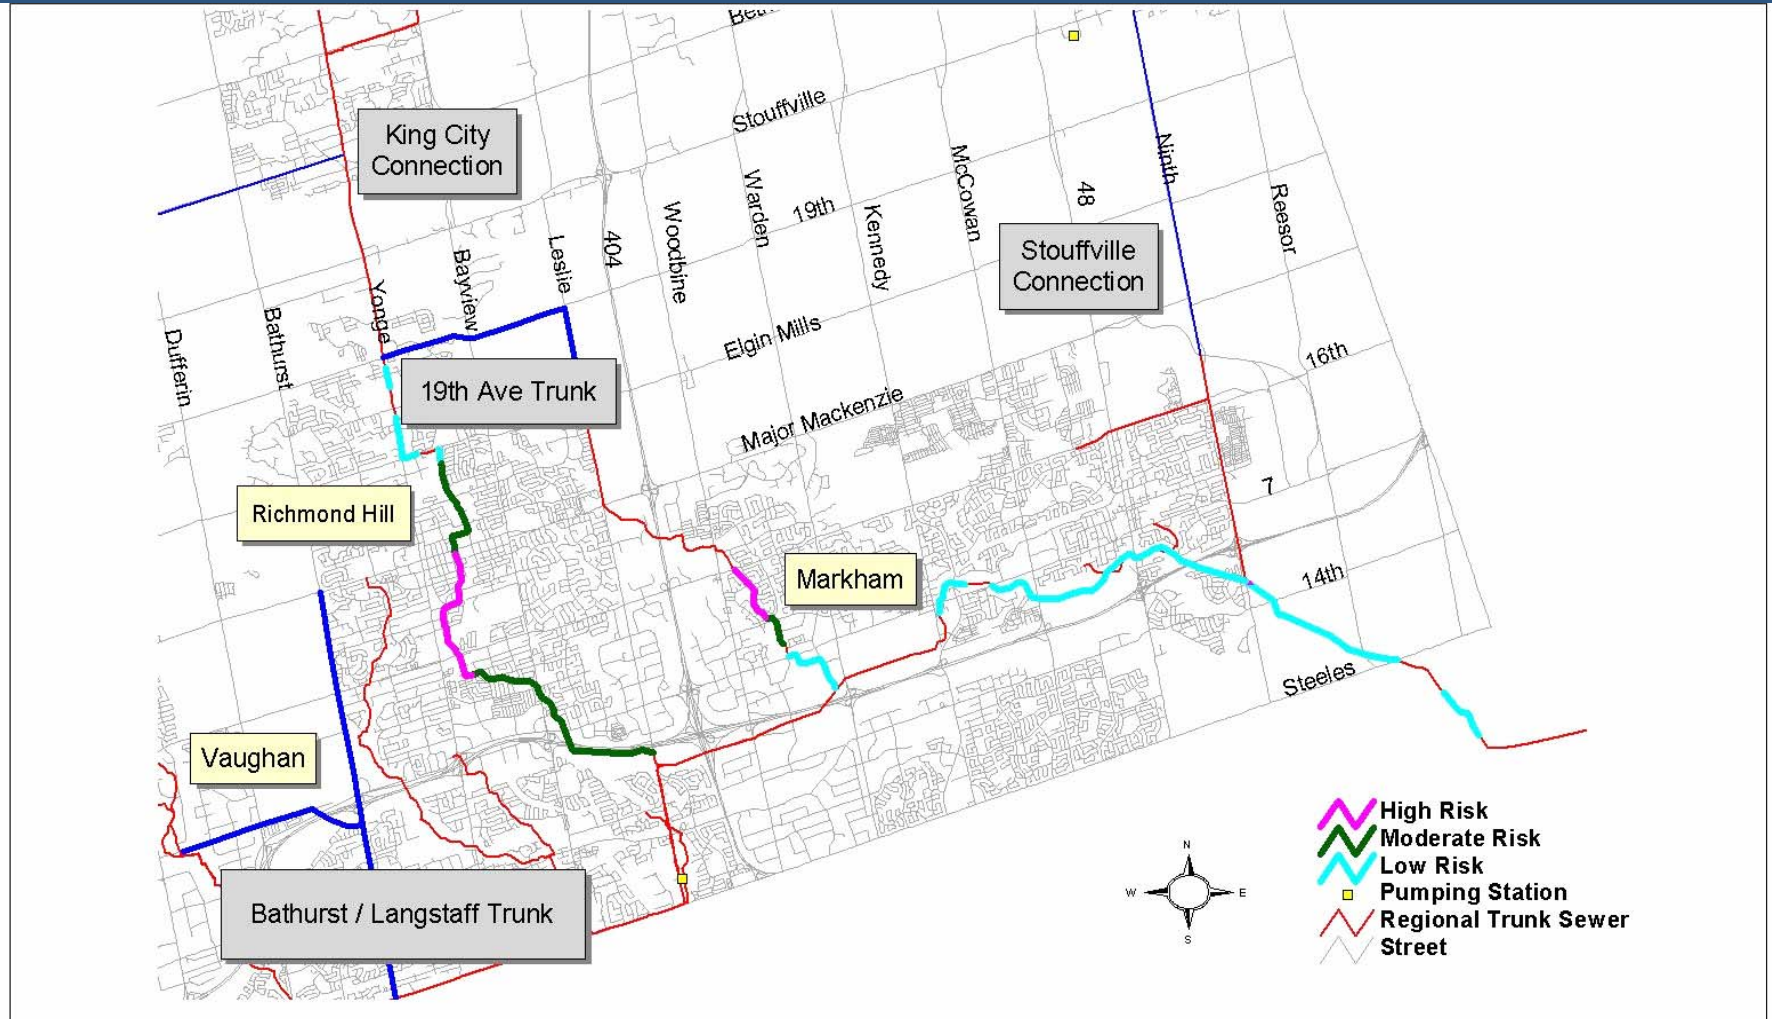 Stouffville
King City
Connection
Ninth
McCowan
Warden
48
Reesor
19th
Woodbine
Kennedy
404
Leslie
Bayview
Stouffville
Connection
Yonge
Bathurst
Dufferin
Elgin Mills
16th
19th Ave Trunk
Major Mackenzie
7
Richmond Hill
Markham
14th
Steeles
Vaughan
High Risk
Moderate Risk
Low Risk
Pumping Station
Regional Trunk Sewer
Street
N
W
E
S
Bathurst / Langstaff Trunk